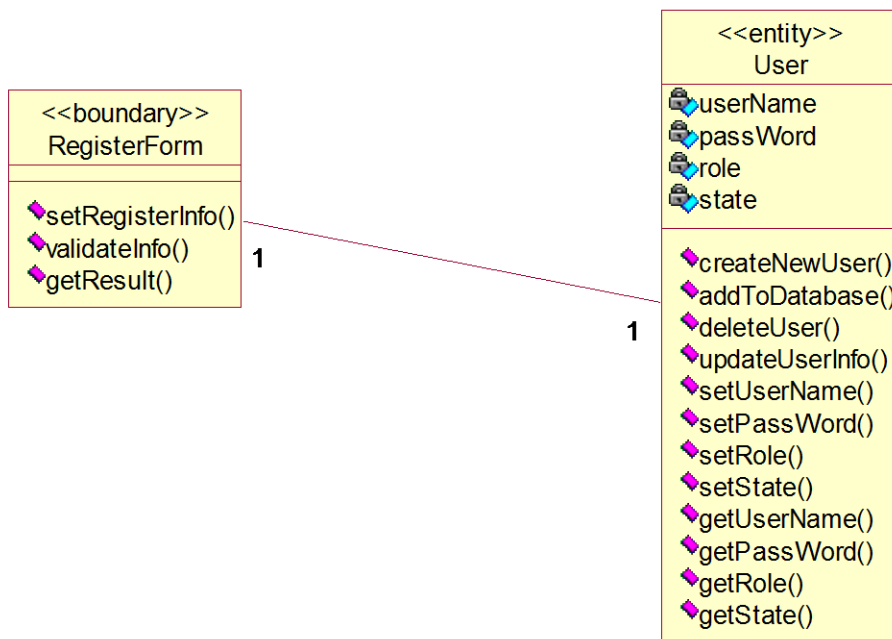 <<boundary>>
RegisterForm
setRegisterInfo()
validateInfo()
getResult()
1
1
<<entity>>
User
userName
passWord
role
state
createNewUser()
addToDatabase()
deleteUser()
updateUserInfo()
setUserName()
setPassWord()
setRole()
setState()
getUserName()
getPassWord()
getRole()
getState()